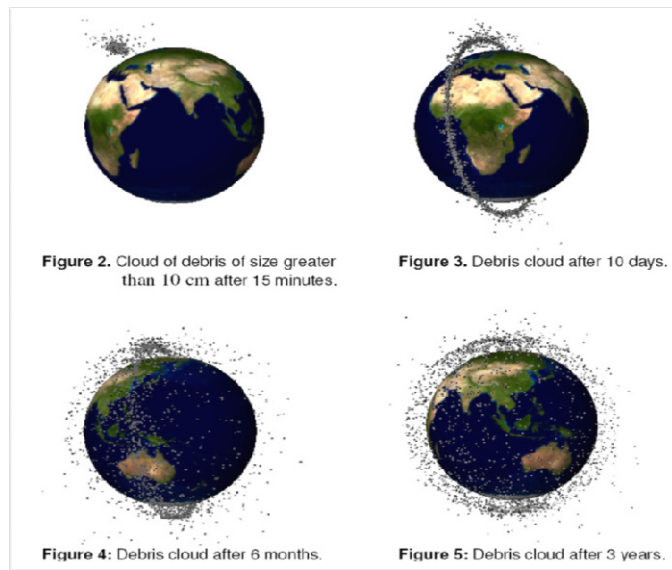 Figure 2. Cloud of debris of size greater
than 10 cm after 15 minutes.
Figure 3. Debris cloud after 10 days.
Figure 4: Debris cloud after 6 months.
Figure 5: Debris cloud after 3 years.